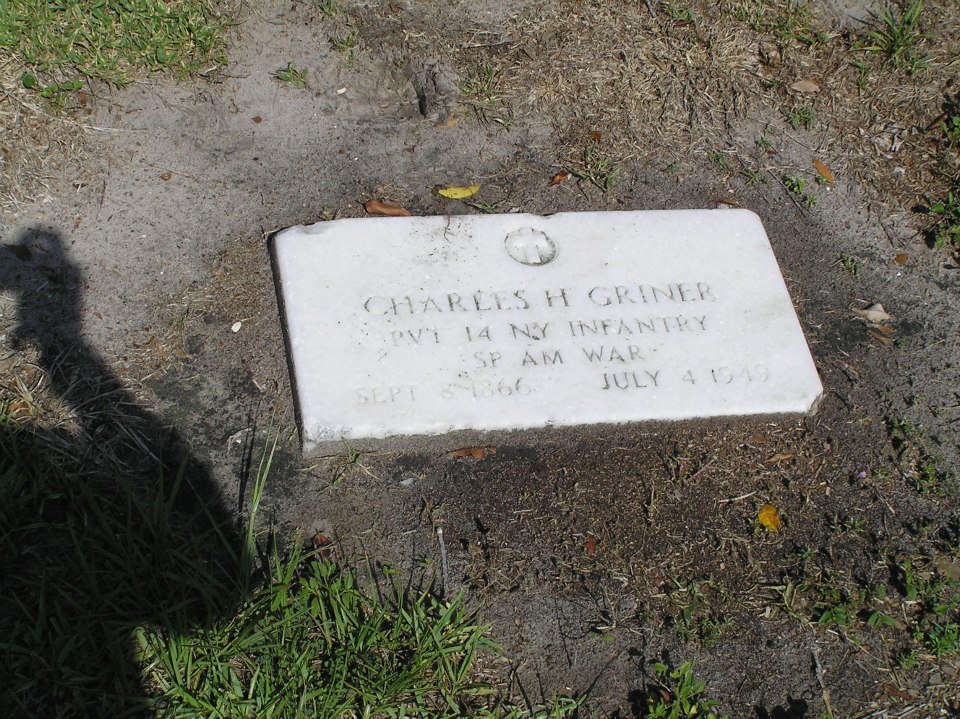 CHARLES H GRINER
PVT 14 NY INFANTRY
SP AM WAR
SEPT 8 1866 JULY 4 1949